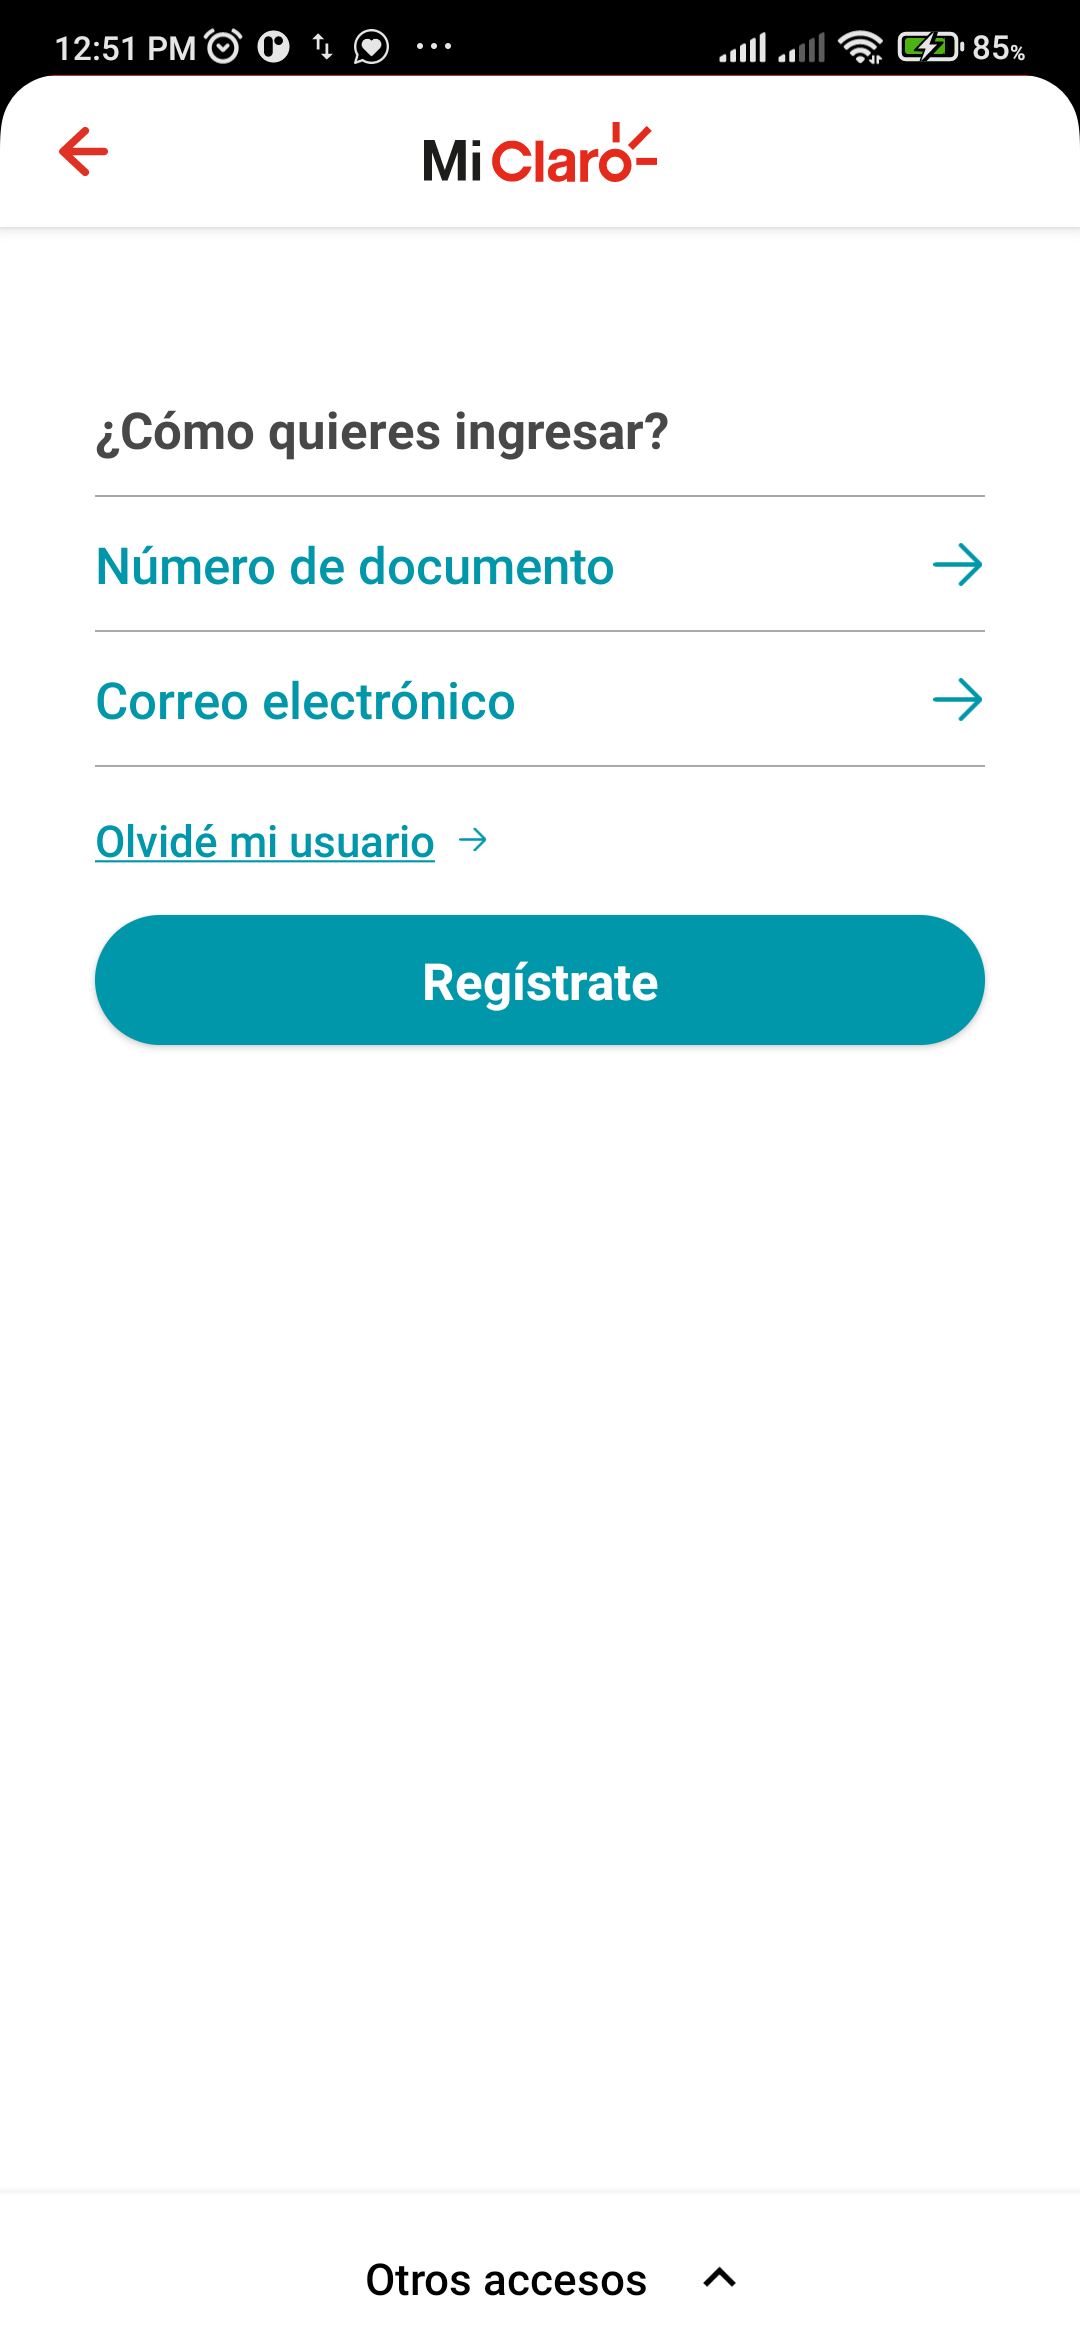 12:51 PM 85%
Mi Claro
¿Cómo quieres ingresar?
Número de documento
Correo electrónico
Olvidé mi usuario
Regístrate
Otros accesos